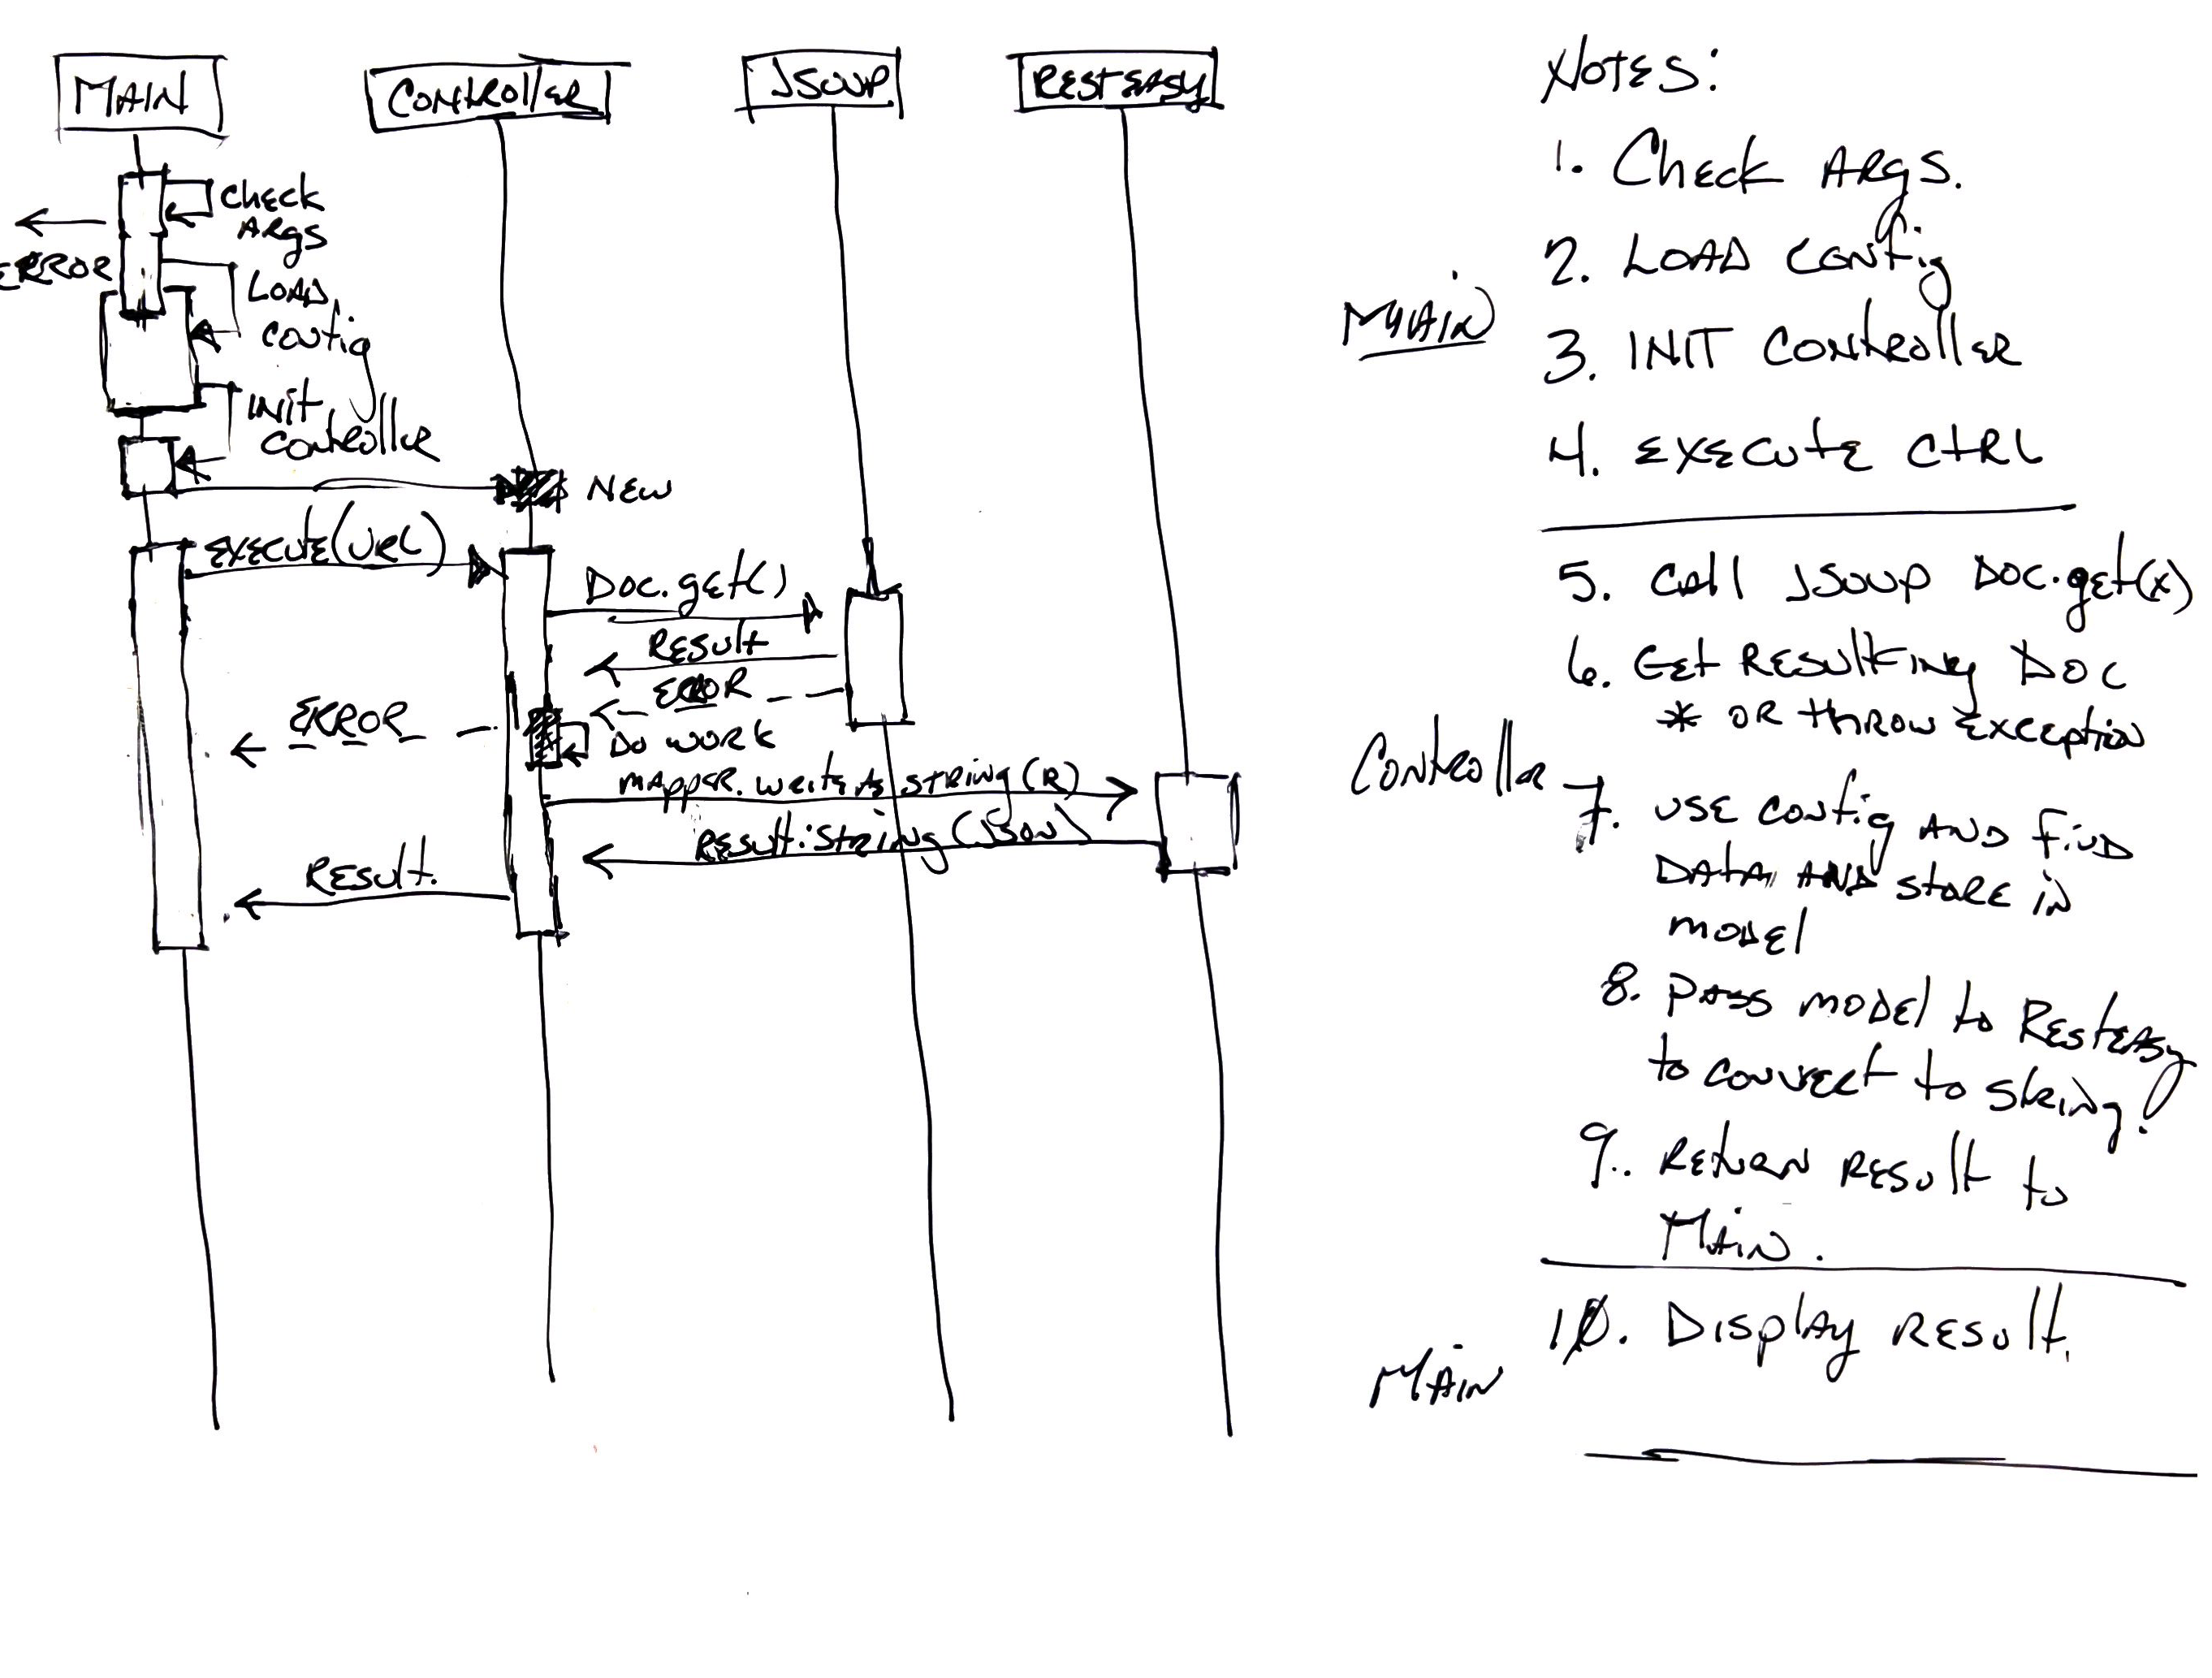 MAIN
CONTROLLER
JSOUP
RESTEASY
Check
ARgs
ERROR
LOAD
Config
INIT
Controller
NEW
EXECUTE(URL)
DOC.get()
RESULT
ERROR
ERROR
DO WORK
MAPPER.writeAsString(R)
RESULT:String(JSON)
RESULT.
NOTES:
1. Check ARgs.
2. LOAD Config
MAIN
3. INIT CONTROLLER
4. EXECUTE CTRL
5. Call JSOUP DOC.get(x)
6. GET RESULTING DOC
* OR THROW EXCEPTION
Controller
7. USE Config AND FIND
DATA AND STORE IN
MODEl
8. PASS MODEl to RESTEASY
to CONVERT to String!
9.. RETURN RESULT to
MAIN.
10. Display RESULT.
MAIN